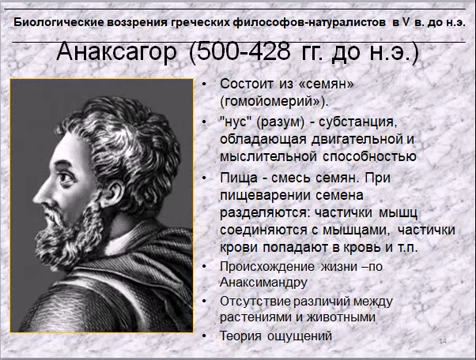 Биологические воззрения греческих философов-натуралистов в V в. до н.э.
Анаксагор (500-428 гг. до н.э.)
• Состоит из «семян»
(гомойомерий»).
• "нус" (разум) - субстанция,
обладающая двигательной и
мыслительной способностью
• Пища - смесь семян. При
пищеварении семена
разделяются: частички мышц
соединяются с мышцами, частички
крови попадают в кровь и т.п.
• Происхождение жизни –по
Анаксимандру
• Отсутствие различий между
растениями и животными
• Теория ощущений
14